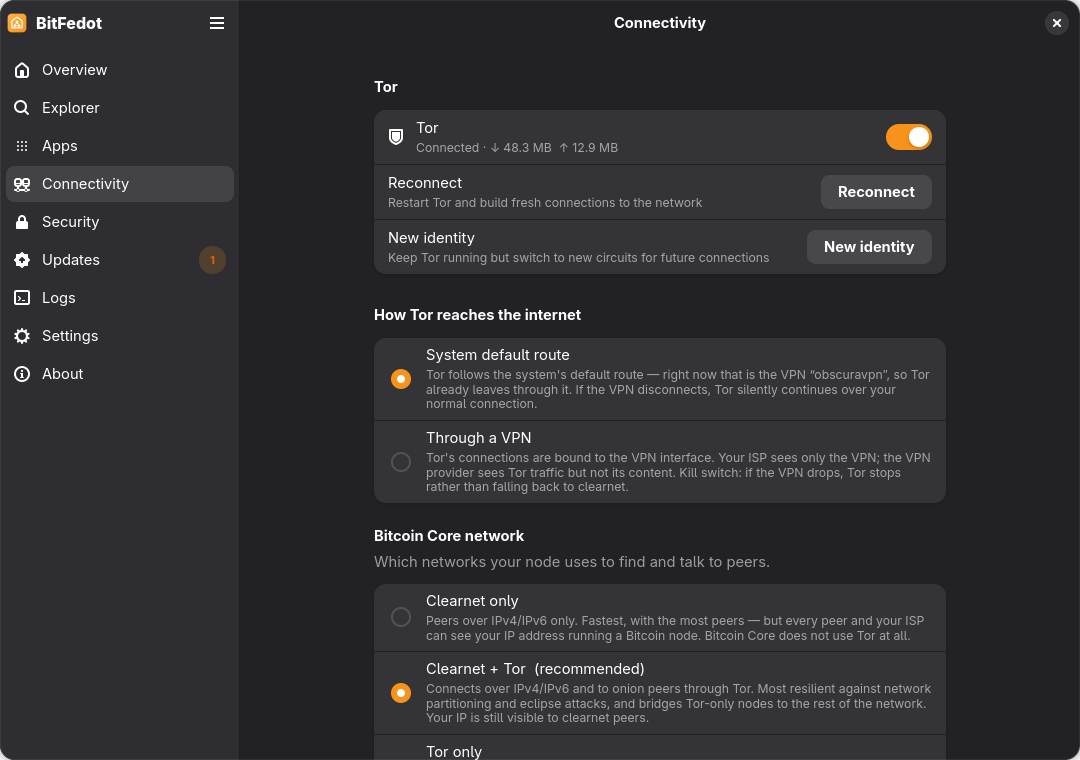 BitFedot
Connectivity
Overview
Explorer
Apps
Connectivity
Security
Updates
1
Logs
Settings
About
Tor
Tor
Connected · ↓ 48.3 MB ↑ 12.9 MB
Reconnect
Restart Tor and build fresh connections to the network
Reconnect
New identity
Keep Tor running but switch to new circuits for future connections
New identity
How Tor reaches the internet
System default route
Tor follows the system's default route — right now that is the VPN “obscuravpn”, so Tor
already leaves through it. If the VPN disconnects, Tor silently continues over your
normal connection.
Through a VPN
Tor's connections are bound to the VPN interface. Your ISP sees only the VPN; the VPN
provider sees Tor traffic but not its content. Kill switch: if the VPN drops, Tor stops
rather than falling back to clearnet.
Bitcoin Core network
Which networks your node uses to find and talk to peers.
Clearnet only
Peers over IPv4/IPv6 only. Fastest, with the most peers — but every peer and your ISP
can see your IP address running a Bitcoin node. Bitcoin Core does not use Tor at all.
Clearnet + Tor (recommended)
Connects over IPv4/IPv6 and to onion peers through Tor. Most resilient against network
partitioning and eclipse attacks, and bridges Tor-only nodes to the rest of the network.
Your IP is still visible to clearnet peers.
Tor only